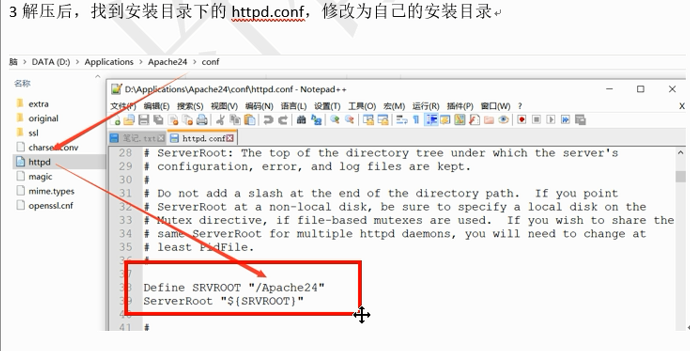 3 解压后，找到安装目录下的 httpd.conf，修改为自己的安装目录
脑 › DATA (D:) › Applications › Apache24 › conf
名称
extra
original
ssl
charset.conv
httpd
magic
mime.types
openssl.cnf
D:\Applications\Apache24\conf\httpd.conf - Notepad++
文件(F) 编辑(E) 搜索(S) 视图(V) 编码(N) 语言(L) 设置(T) 工具(O) 宏(M) 运行(R) 插件(P) 窗口(W) ?
X
笔记.txt httpd.conf
28 # ServerRoot: The top of the directory tree under which the server's
29 # configuration, error, and log files are kept.
30 #
31 # Do not add a slash at the end of the directory path.  If you point
32 # ServerRoot at a non-local disk, be sure to specify a local disk on the
33 # Mutex directive, if file-based mutexes are used.  If you wish to share the
34 # same ServerRoot for multiple httpd daemons, you will need to change at
35 # least PidFile.
36 #
37
38 Define SRVROOT "/Apache24"
39 ServerRoot "${SRVROOT}"
40
41 #